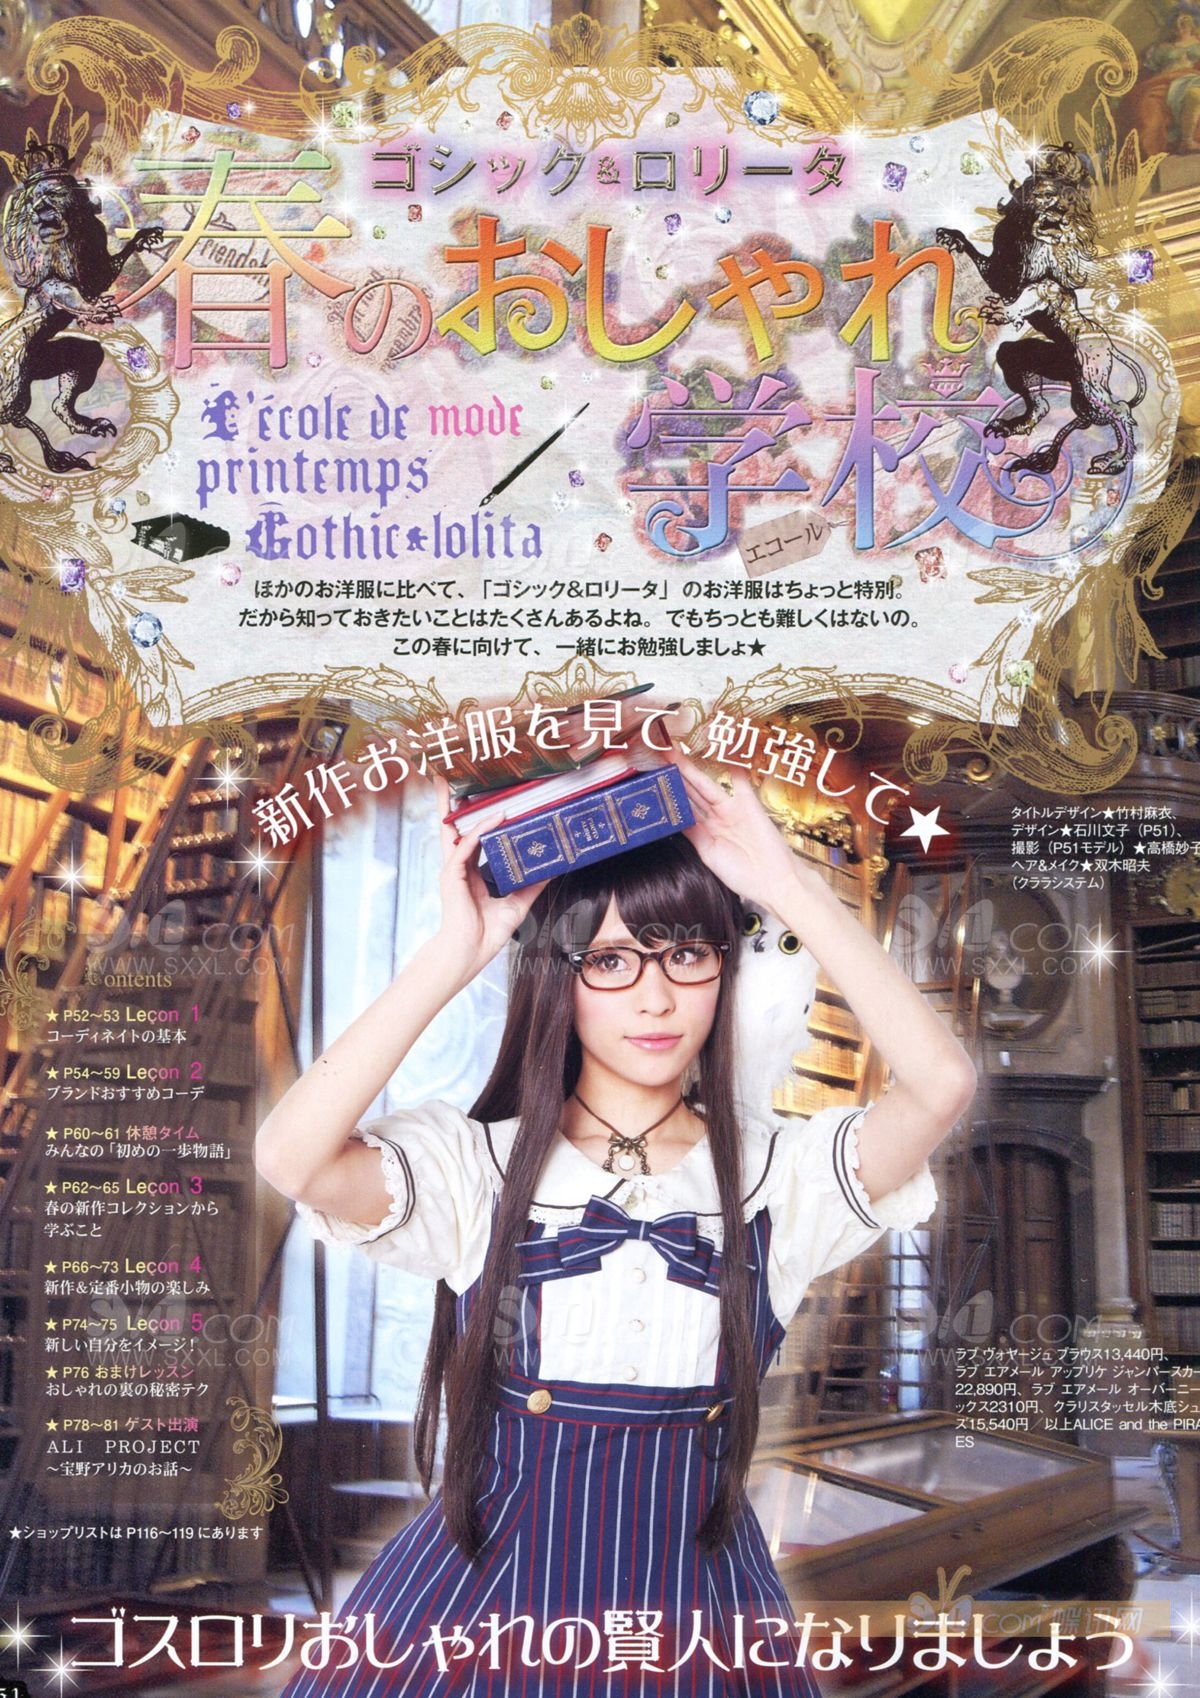 ゴシック&ロリータ
春のおしゃれ
学校
エコール
L'école de mode
printemps
Gothic★lolita
ほかのお洋服に比べて、「ゴシック&ロリータ」のお洋服はちょっと特別。
だから知っておきたいことはたくさんあるよね。でもちっとも難しくはないの。
この春に向けて、一緒にお勉強しましょ★
新作お洋服を見て、勉強して★
タイトルデザイン★竹村麻衣、
デザイン★石川文子（P51）、
撮影（P51モデル）★高橋妙子
ヘア&メイク★双木昭夫
（クララシステム）
Contents
★P52〜53 Leçon 1
コーディネイトの基本
★P54〜59 Leçon 2
ブランドおすすめコーデ
★P60〜61 休憩タイム
みんなの「初めの一歩物語」
★P62〜65 Leçon 3
春の新作コレクションから
学ぶこと
★P66〜73 Leçon 4
新作&定番小物の楽しみ
★P74〜75 Leçon 5
新しい自分をイメージ！
★P76 おまけレッスン
おしゃれの裏の秘密テク
★P78〜81 ゲスト出演
ALI PROJECT
〜宝野アリカのお話〜
★ショップリストは P116〜119 にあります
ラブ ヴォヤージュ ブラウス13,440円、
ラブ エアメール アップリケ ジャンパースカー
22,890円、ラブ エアメール オーバーニー
ックス2310円、クラリスタッセル木底シュ
ズ15,540円／以上ALICE and the PIRA
ES
ゴスロリおしゃれの賢人になりましょう
51
SXXL.COM
WWW.SXXL.COM
.COM 蝶讯网